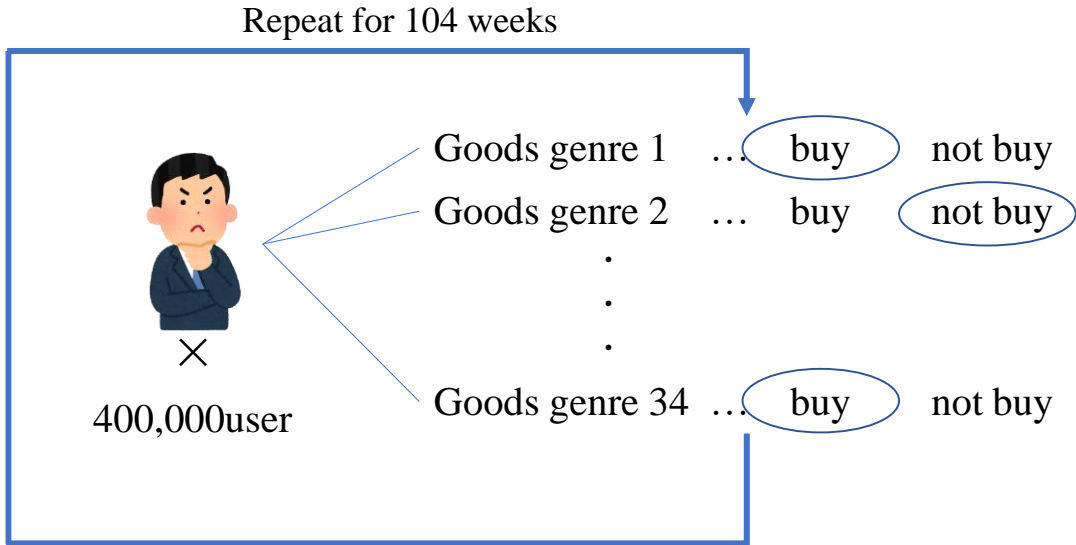 Repeat for 104 weeks
Goods genre 1 … buy not buy
Goods genre 2 … buy not buy
.
.
.
Goods genre 34 … buy not buy
×
400,000user